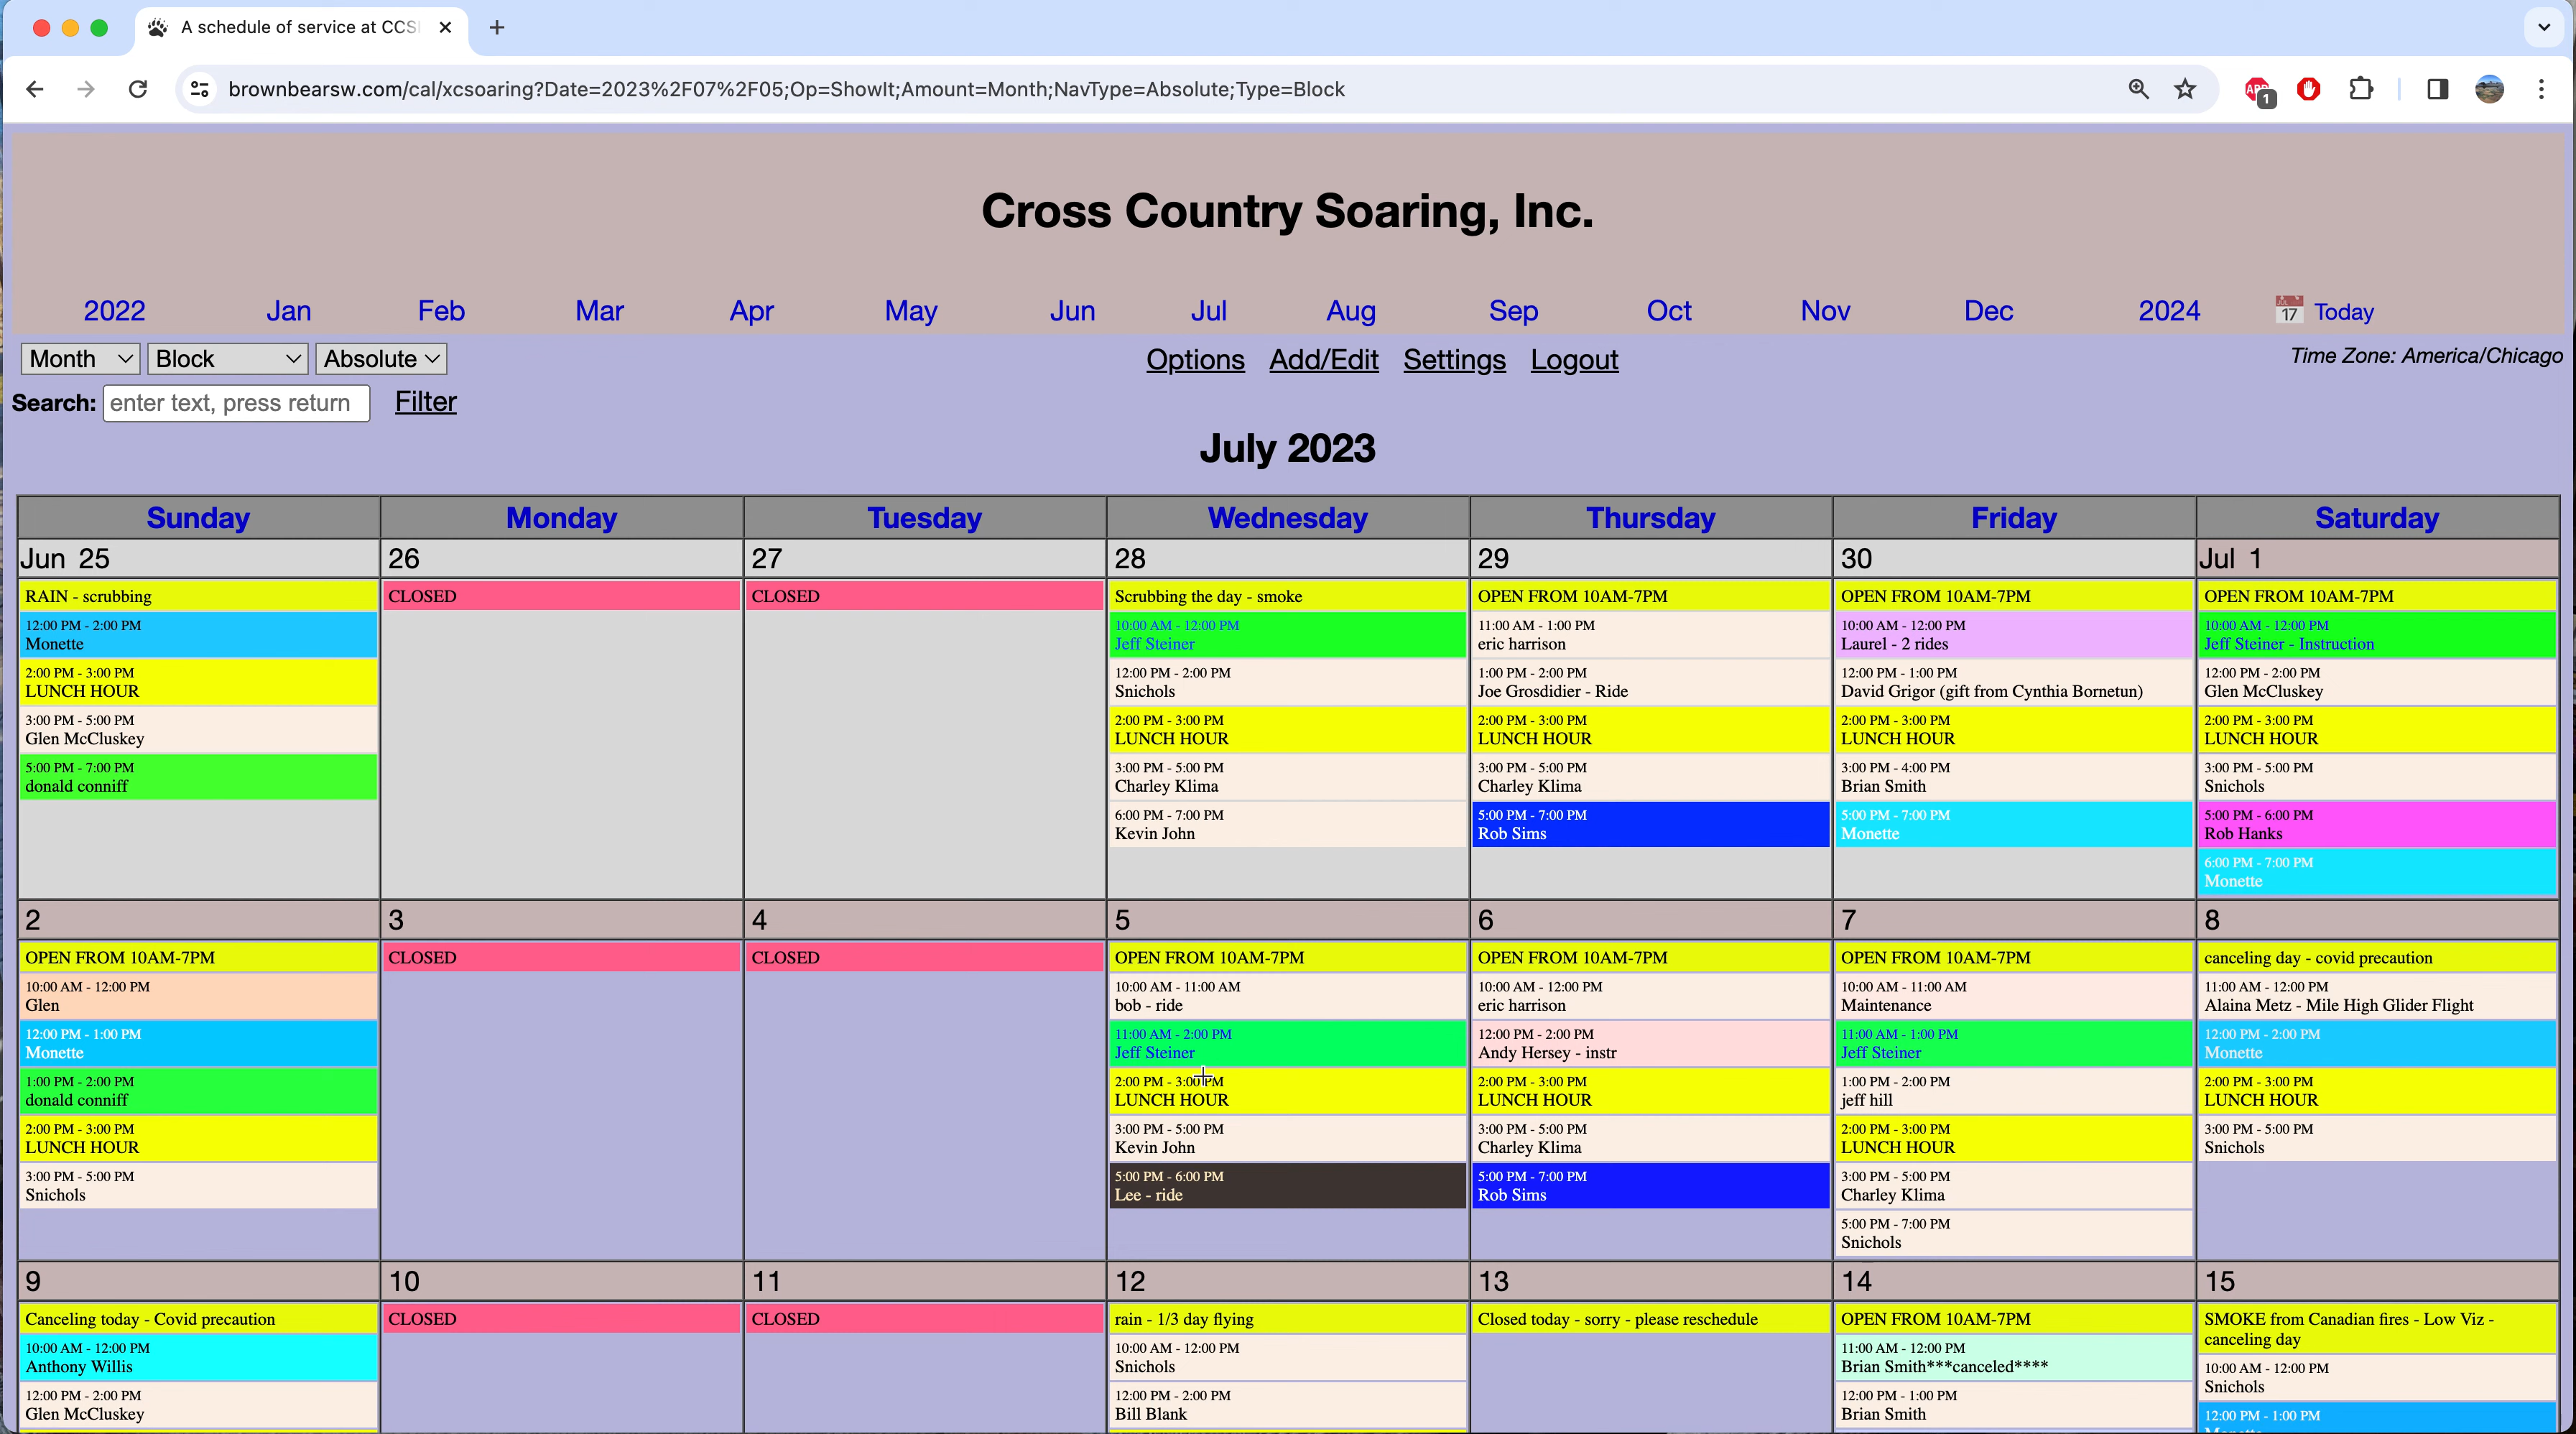 A schedule of service at CCS
brownbearsw.com/cal/xcsoaring?Date=2023%2F07%2F05;Op=ShowIt;Amount=Month;NavType=Absolute;Type=Block
ABP
1
Cross Country Soaring, Inc.
2022 Jan Feb Mar Apr May Jun Jul Aug Sep Oct Nov Dec 2024 17 Today
Month Block Absolute Options Add/Edit Settings Logout Time Zone: America/Chicago
Search: enter text, press return Filter
July 2023
Sunday Monday Tuesday Wednesday Thursday Friday Saturday
Jun 25
RAIN - scrubbing
12:00 PM - 2:00 PM
Monette
2:00 PM - 3:00 PM
LUNCH HOUR
3:00 PM - 5:00 PM
Glen McCluskey
5:00 PM - 7:00 PM
donald conniff
26
CLOSED
27
CLOSED
28
Scrubbing the day - smoke
10:00 AM - 12:00 PM
Jeff Steiner
12:00 PM - 2:00 PM
Snichols
2:00 PM - 3:00 PM
LUNCH HOUR
3:00 PM - 5:00 PM
Charley Klima
6:00 PM - 7:00 PM
Kevin John
29
OPEN FROM 10AM-7PM
11:00 AM - 1:00 PM
eric harrison
1:00 PM - 2:00 PM
Joe Grosdidier - Ride
2:00 PM - 3:00 PM
LUNCH HOUR
3:00 PM - 5:00 PM
Charley Klima
5:00 PM - 7:00 PM
Rob Sims
30
OPEN FROM 10AM-7PM
10:00 AM - 12:00 PM
Laurel - 2 rides
12:00 PM - 1:00 PM
David Grigor (gift from Cynthia Bornetun)
2:00 PM - 3:00 PM
LUNCH HOUR
3:00 PM - 4:00 PM
Brian Smith
5:00 PM - 7:00 PM
Monette
Jul 1
OPEN FROM 10AM-7PM
10:00 AM - 12:00 PM
Jeff Steiner - Instruction
12:00 PM - 2:00 PM
Glen McCluskey
2:00 PM - 3:00 PM
LUNCH HOUR
3:00 PM - 5:00 PM
Snichols
5:00 PM - 6:00 PM
Rob Hanks
6:00 PM - 7:00 PM
Monette
2
OPEN FROM 10AM-7PM
10:00 AM - 12:00 PM
Glen
12:00 PM - 1:00 PM
Monette
1:00 PM - 2:00 PM
donald conniff
2:00 PM - 3:00 PM
LUNCH HOUR
3:00 PM - 5:00 PM
Snichols
3
CLOSED
4
CLOSED
5
OPEN FROM 10AM-7PM
10:00 AM - 11:00 AM
bob - ride
11:00 AM - 2:00 PM
Jeff Steiner
2:00 PM - 3:00 PM
LUNCH HOUR
3:00 PM - 5:00 PM
Kevin John
5:00 PM - 6:00 PM
Lee - ride
6
OPEN FROM 10AM-7PM
10:00 AM - 12:00 PM
eric harrison
12:00 PM - 2:00 PM
Andy Hersey - instr
2:00 PM - 3:00 PM
LUNCH HOUR
3:00 PM - 5:00 PM
Charley Klima
5:00 PM - 7:00 PM
Rob Sims
7
OPEN FROM 10AM-7PM
10:00 AM - 11:00 AM
Maintenance
11:00 AM - 1:00 PM
Jeff Steiner
1:00 PM - 2:00 PM
jeff hill
2:00 PM - 3:00 PM
LUNCH HOUR
3:00 PM - 5:00 PM
Charley Klima
5:00 PM - 7:00 PM
Snichols
8
canceling day - covid precaution
11:00 AM - 12:00 PM
Alaina Metz - Mile High Glider Flight
12:00 PM - 2:00 PM
Monette
2:00 PM - 3:00 PM
LUNCH HOUR
3:00 PM - 5:00 PM
Snichols
9
Canceling today - Covid precaution
10:00 AM - 12:00 PM
Anthony Willis
12:00 PM - 2:00 PM
Glen McCluskey
10
CLOSED
11
CLOSED
12
rain - 1/3 day flying
10:00 AM - 12:00 PM
Snichols
12:00 PM - 2:00 PM
Bill Blank
13
Closed today - sorry - please reschedule
14
OPEN FROM 10AM-7PM
11:00 AM - 12:00 PM
Brian Smith***canceled****
12:00 PM - 1:00 PM
Brian Smith
15
SMOKE from Canadian fires - Low Viz -
canceling day
10:00 AM - 12:00 PM
Snichols
12:00 PM - 1:00 PM